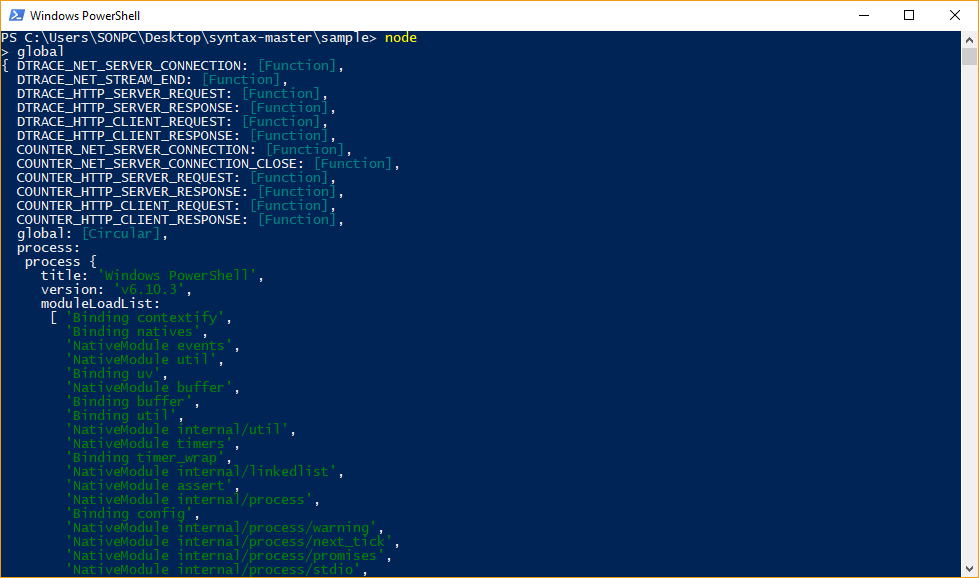 Windows PowerShell
PS C:\Users\SONPC\Desktop\syntax-master\sample> node
> global
{ DTRACE_NET_SERVER_CONNECTION: [Function],
  DTRACE_NET_STREAM_END: [Function],
  DTRACE_HTTP_SERVER_REQUEST: [Function],
  DTRACE_HTTP_SERVER_RESPONSE: [Function],
  DTRACE_HTTP_CLIENT_REQUEST: [Function],
  DTRACE_HTTP_CLIENT_RESPONSE: [Function],
  COUNTER_NET_SERVER_CONNECTION: [Function],
  COUNTER_NET_SERVER_CONNECTION_CLOSE: [Function],
  COUNTER_HTTP_SERVER_REQUEST: [Function],
  COUNTER_HTTP_SERVER_RESPONSE: [Function],
  COUNTER_HTTP_CLIENT_REQUEST: [Function],
  COUNTER_HTTP_CLIENT_RESPONSE: [Function],
  global: [Circular],
  process:
   process {
     title: 'Windows PowerShell',
     version: 'v6.10.3',
     moduleLoadList:
      [ 'Binding contextify',
        'Binding natives',
        'NativeModule events',
        'NativeModule util',
        'Binding uv',
        'NativeModule buffer',
        'Binding buffer',
        'Binding util',
        'NativeModule internal/util',
        'NativeModule timers',
        'Binding timer_wrap',
        'NativeModule internal/linkedlist',
        'NativeModule assert',
        'NativeModule internal/process',
        'Binding config',
        'NativeModule internal/process/warning',
        'NativeModule internal/process/next_tick',
        'NativeModule internal/process/promises',
        'NativeModule internal/process/stdio',